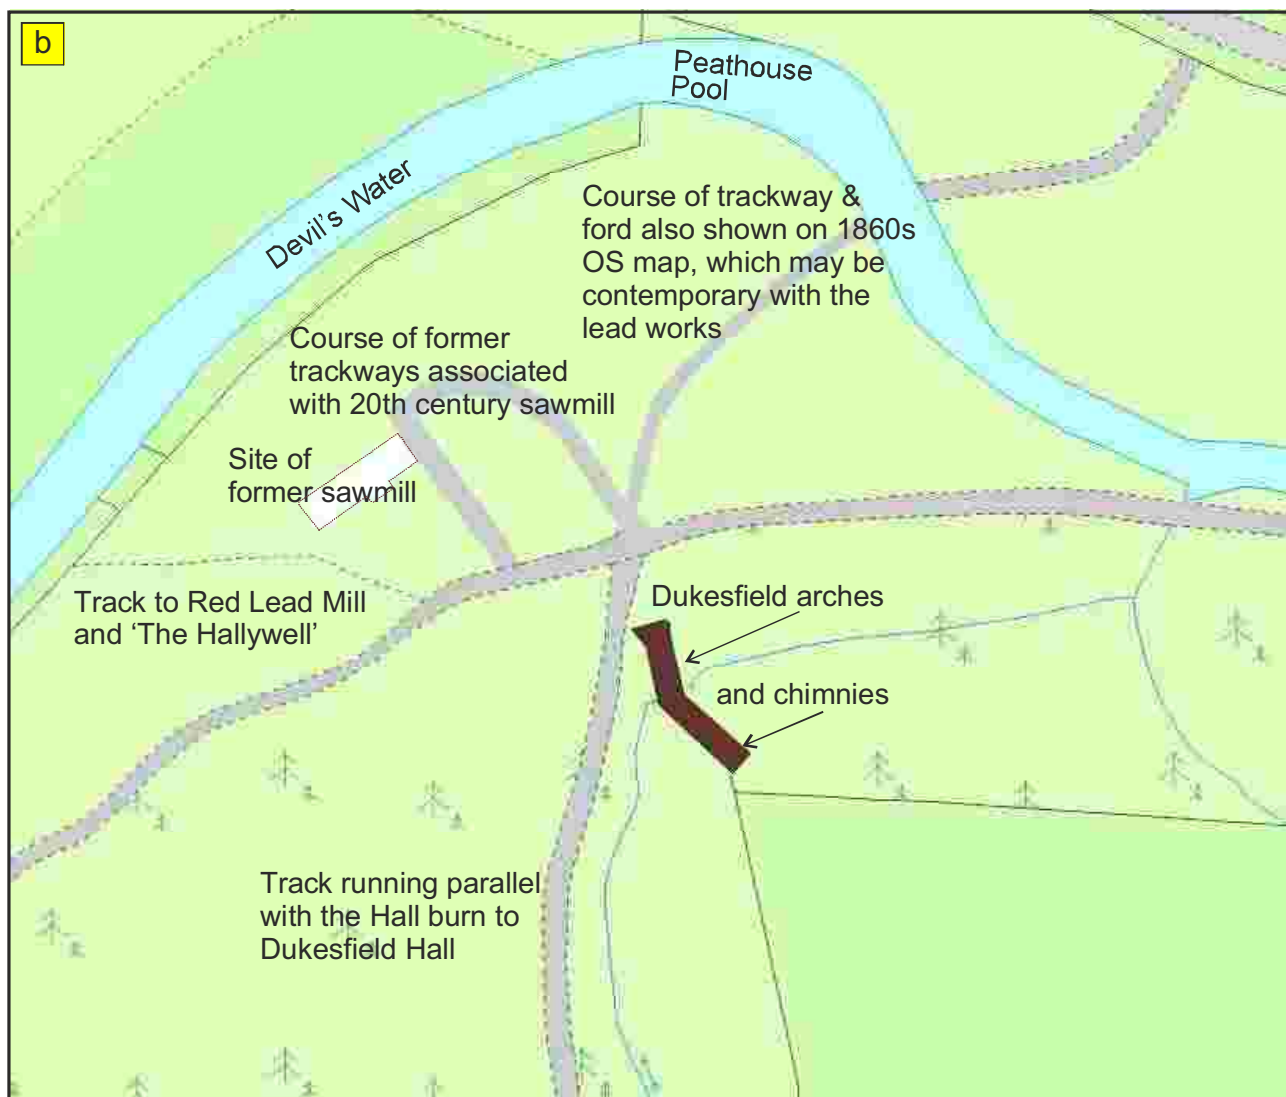 b
Peathouse
Pool
Devil's Water
Course of trackway &
ford also shown on 1860s
OS map, which may be
contemporary with the
lead works
Course of former
trackways associated
with 20th century sawmill
Site of
former sawmill
Track to Red Lead Mill
and ‘The Hallywell’
Dukesfield arches
and chimnies
Track running parallel
with the Hall burn to
Dukesfield Hall